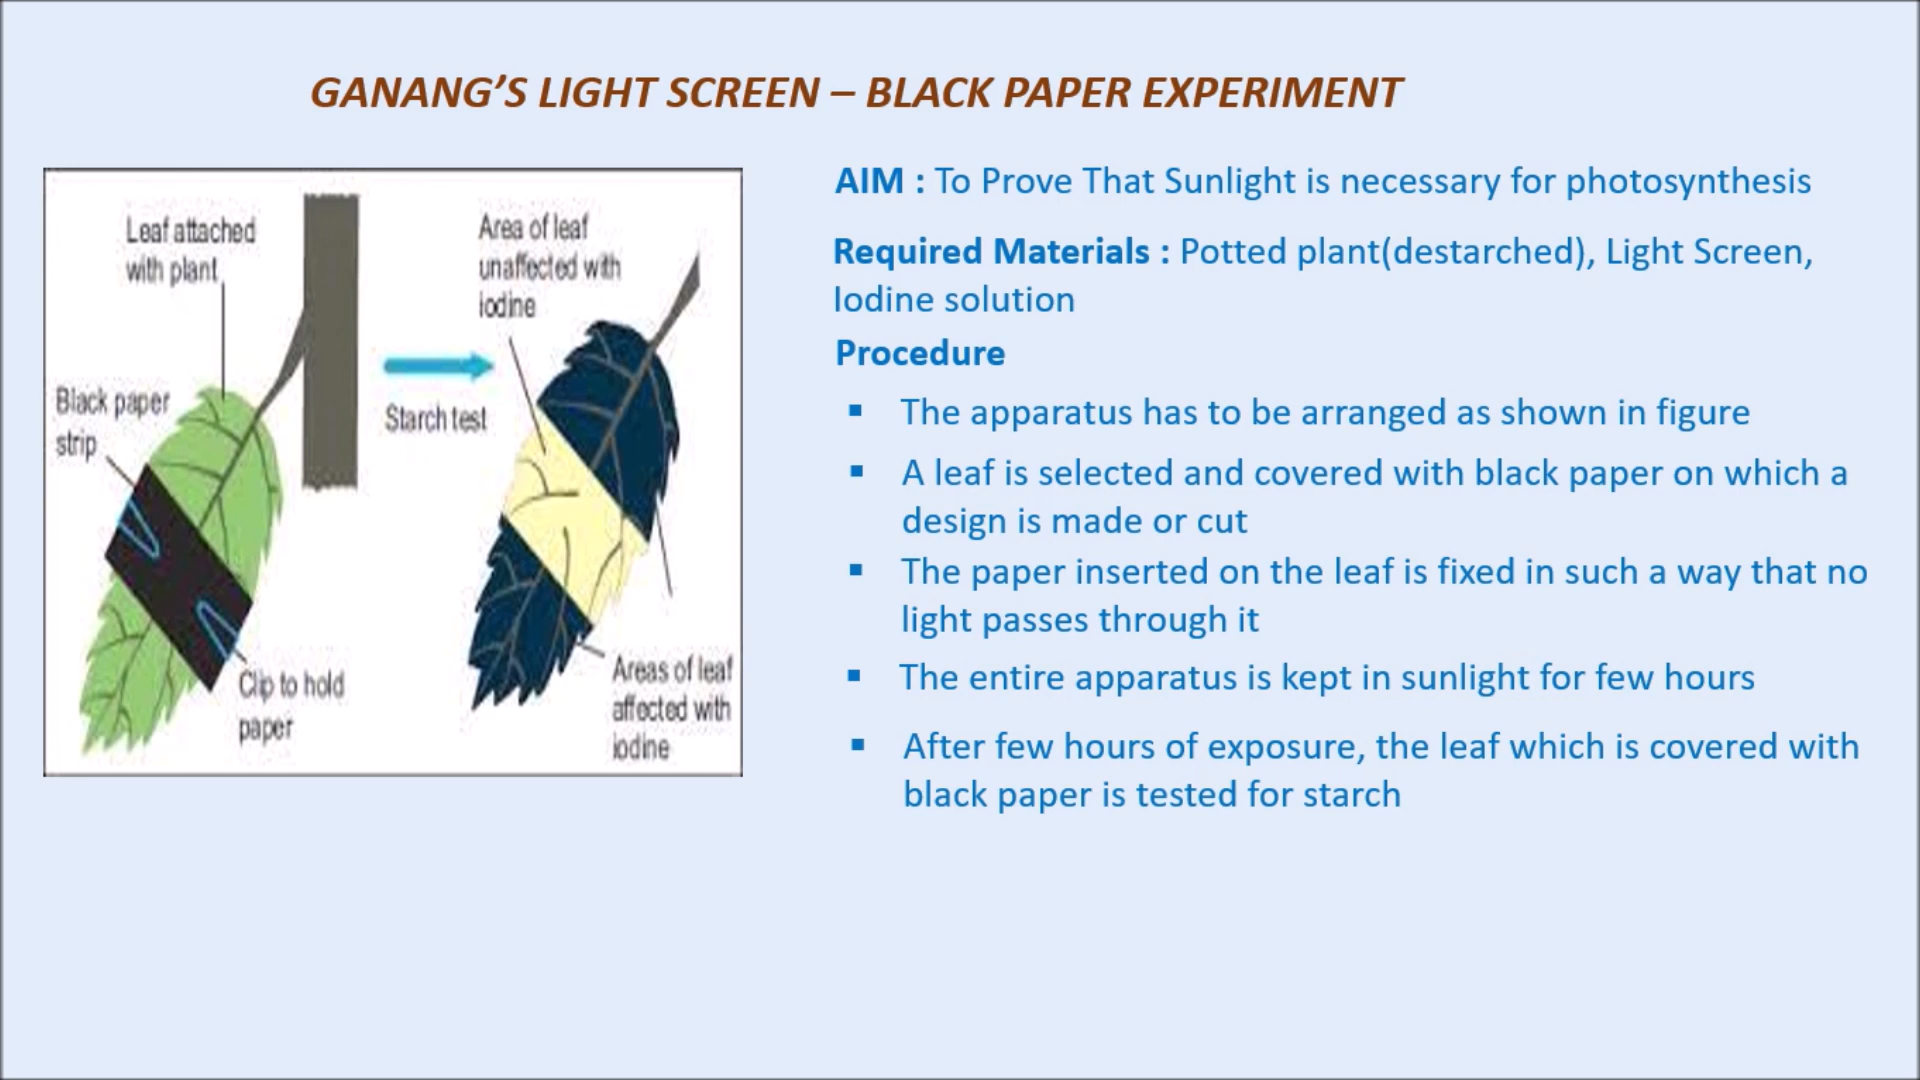 GANANG’S LIGHT SCREEN – BLACK PAPER EXPERIMENT
Leaf attached
with plant
Black paper
strip
Clip to hold
paper
Starch test
Area of leaf
unaffected with
iodine
Areas of leaf
affected with
iodine
AIM : To Prove That Sunlight is necessary for photosynthesis
Required Materials : Potted plant(destarched), Light Screen,
Iodine solution
Procedure
▪ The apparatus has to be arranged as shown in figure
▪ A leaf is selected and covered with black paper on which a
design is made or cut
▪ The paper inserted on the leaf is fixed in such a way that no
light passes through it
▪ The entire apparatus is kept in sunlight for few hours
▪ After few hours of exposure, the leaf which is covered with
black paper is tested for starch